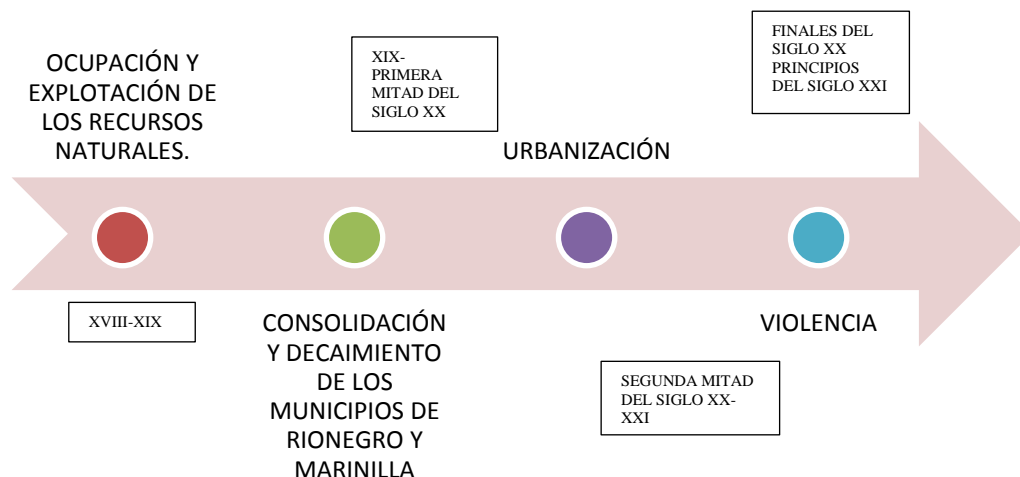 OCUPACIÓN Y
EXPLOTACIÓN DE
LOS RECURSOS
NATURALES.
XVIII-XIX
XIX-
PRIMERA
MITAD DEL
SIGLO XX
CONSOLIDACIÓN
Y DECAIMIENTO
DE LOS
MUNICIPIOS DE
RIONEGRO Y
MARINILLA
URBANIZACIÓN
SEGUNDA MITAD
DEL SIGLO XX-
XXI
FINALES DEL
SIGLO XX
PRINCIPIOS
DEL SIGLO XXI
VIOLENCIA